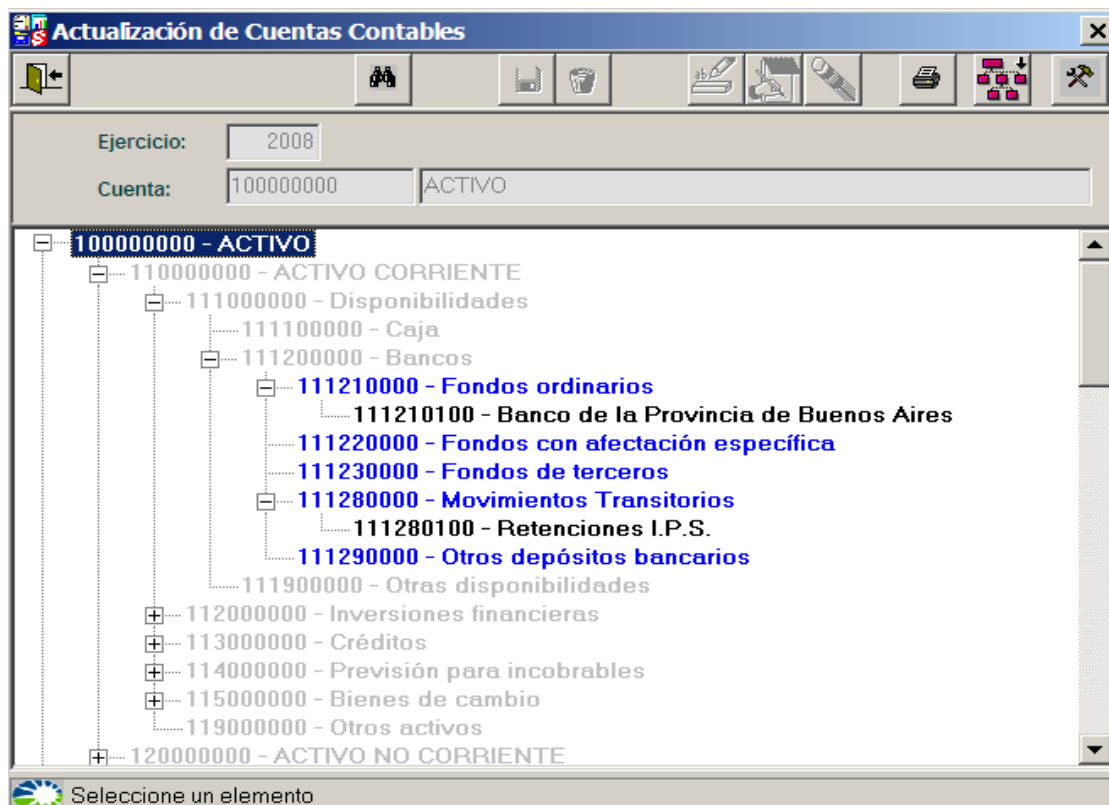 Actualización de Cuentas Contables
Ejercicio: 2008
Cuenta: 100000000 ACTIVO
100000000 - ACTIVO
110000000 - ACTIVO CORRIENTE
111000000 - Disponibilidades
111100000 - Caja
111200000 - Bancos
111210000 - Fondos ordinarios
111210100 - Banco de la Provincia de Buenos Aires
111220000 - Fondos con afectación específica
111230000 - Fondos de terceros
111280000 - Movimientos Transitorios
111280100 - Retenciones I.P.S.
111290000 - Otros depósitos bancarios
111900000 - Otras disponibilidades
112000000 - Inversiones financieras
113000000 - Créditos
114000000 - Previsión para incobrables
115000000 - Bienes de cambio
119000000 - Otros activos
120000000 - ACTIVO NO CORRIENTE
Seleccione un elemento